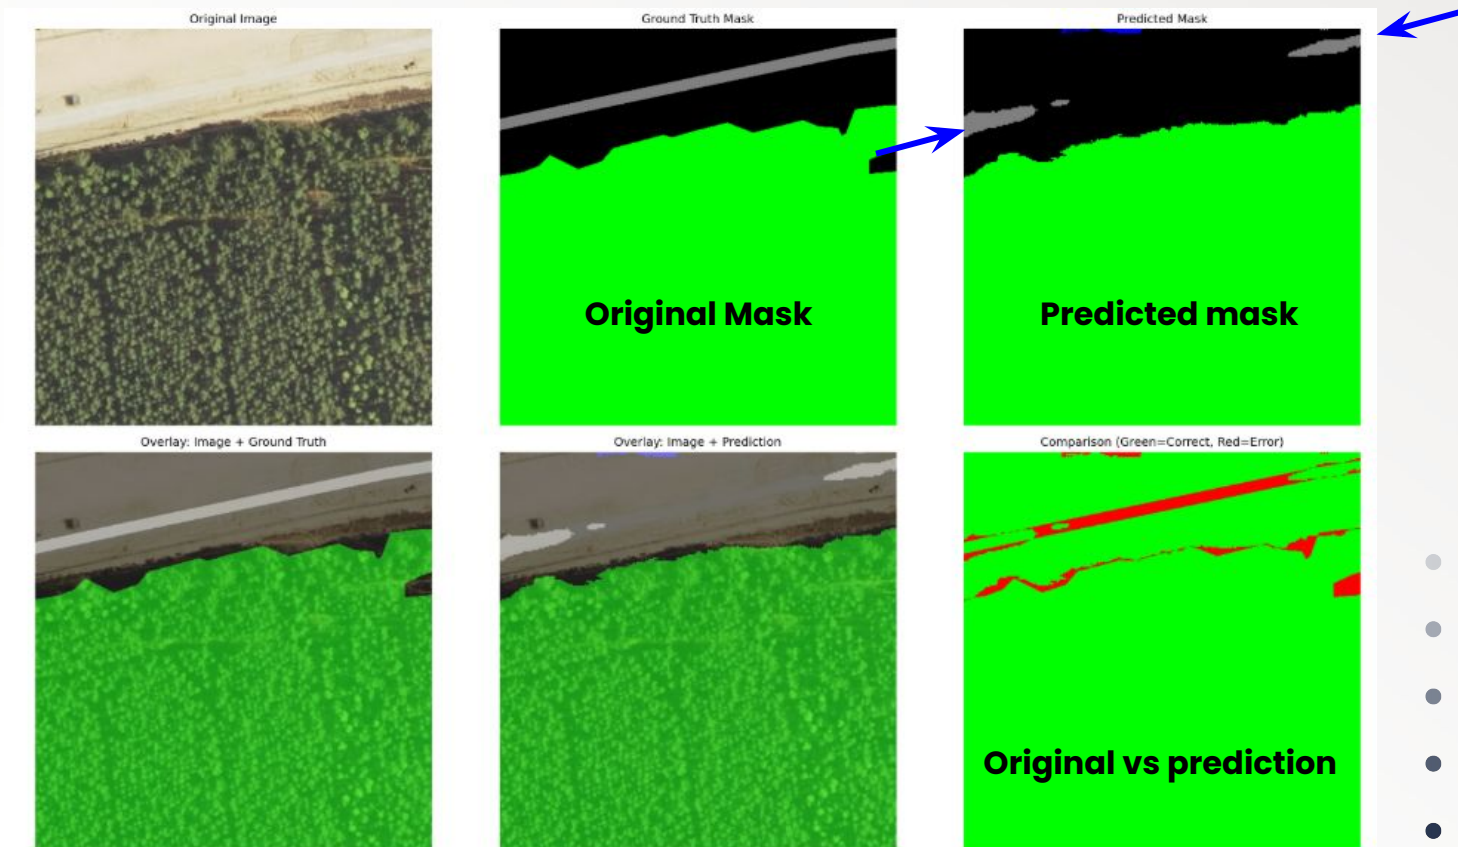 Original Image
Ground Truth Mask
Predicted Mask
Original Mask
Predicted mask
Overlay: Image + Ground Truth
Overlay: Image + Prediction
Comparison (Green=Correct, Red=Error)
Original vs prediction